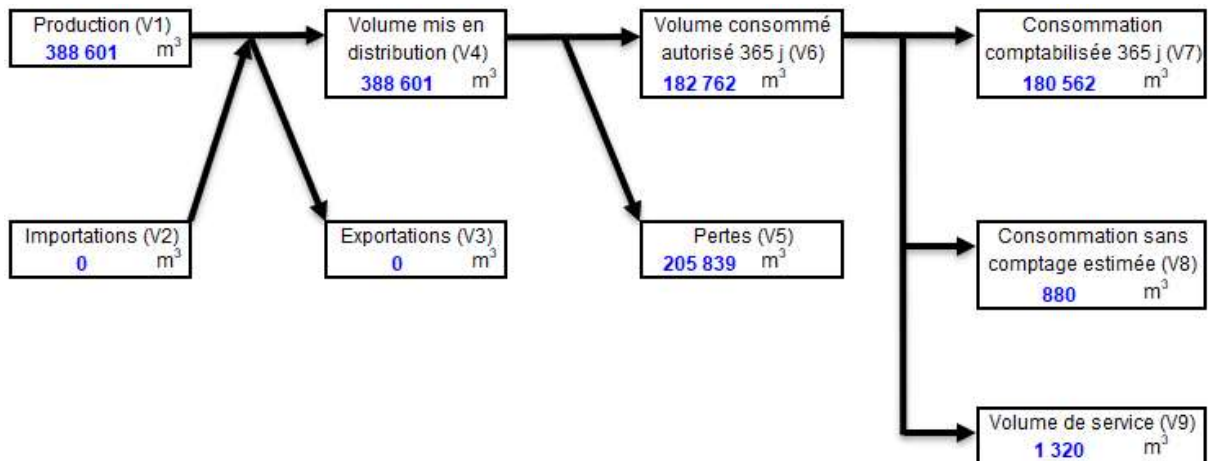 Production (V1)
388 601 m³
Volume mis en
distribution (V4)
388 601 m³
Volume consommé
autorisé 365 j (V6)
182 762 m³
Consommation
comptabilisée 365 j (V7)
180 562 m³
Importations (V2)
0 m³
Exportations (V3)
0 m³
Pertes (V5)
205 839 m³
Consommation sans
comptage estimée (V8)
880 m³
Volume de service (V9)
1 320 m³